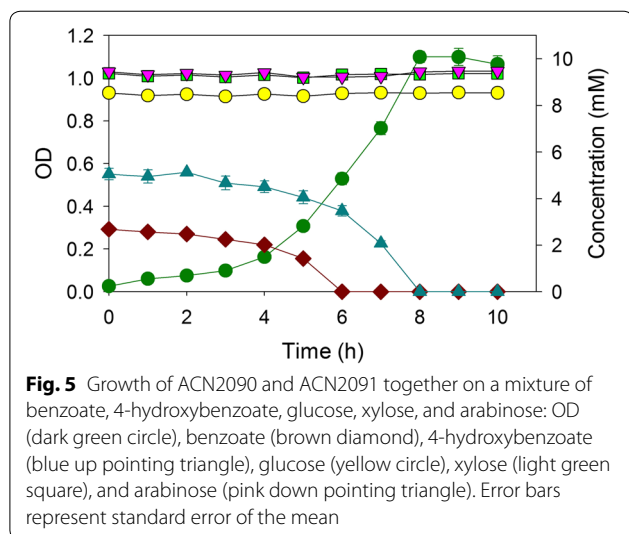 1.2
1.0
0.8
0.6
0.4
0.2
0.0
OD
10
8
6
4
2
0
Concentration (mM)
0 2 4 6 8 10
Time (h)
Fig. 5 Growth of ACN2090 and ACN2091 together on a mixture of
benzoate, 4-hydroxybenzoate, glucose, xylose, and arabinose: OD
(dark green circle), benzoate (brown diamond), 4-hydroxybenzoate
(blue up pointing triangle), glucose (yellow circle), xylose (light green
square), and arabinose (pink down pointing triangle). Error bars
represent standard error of the mean